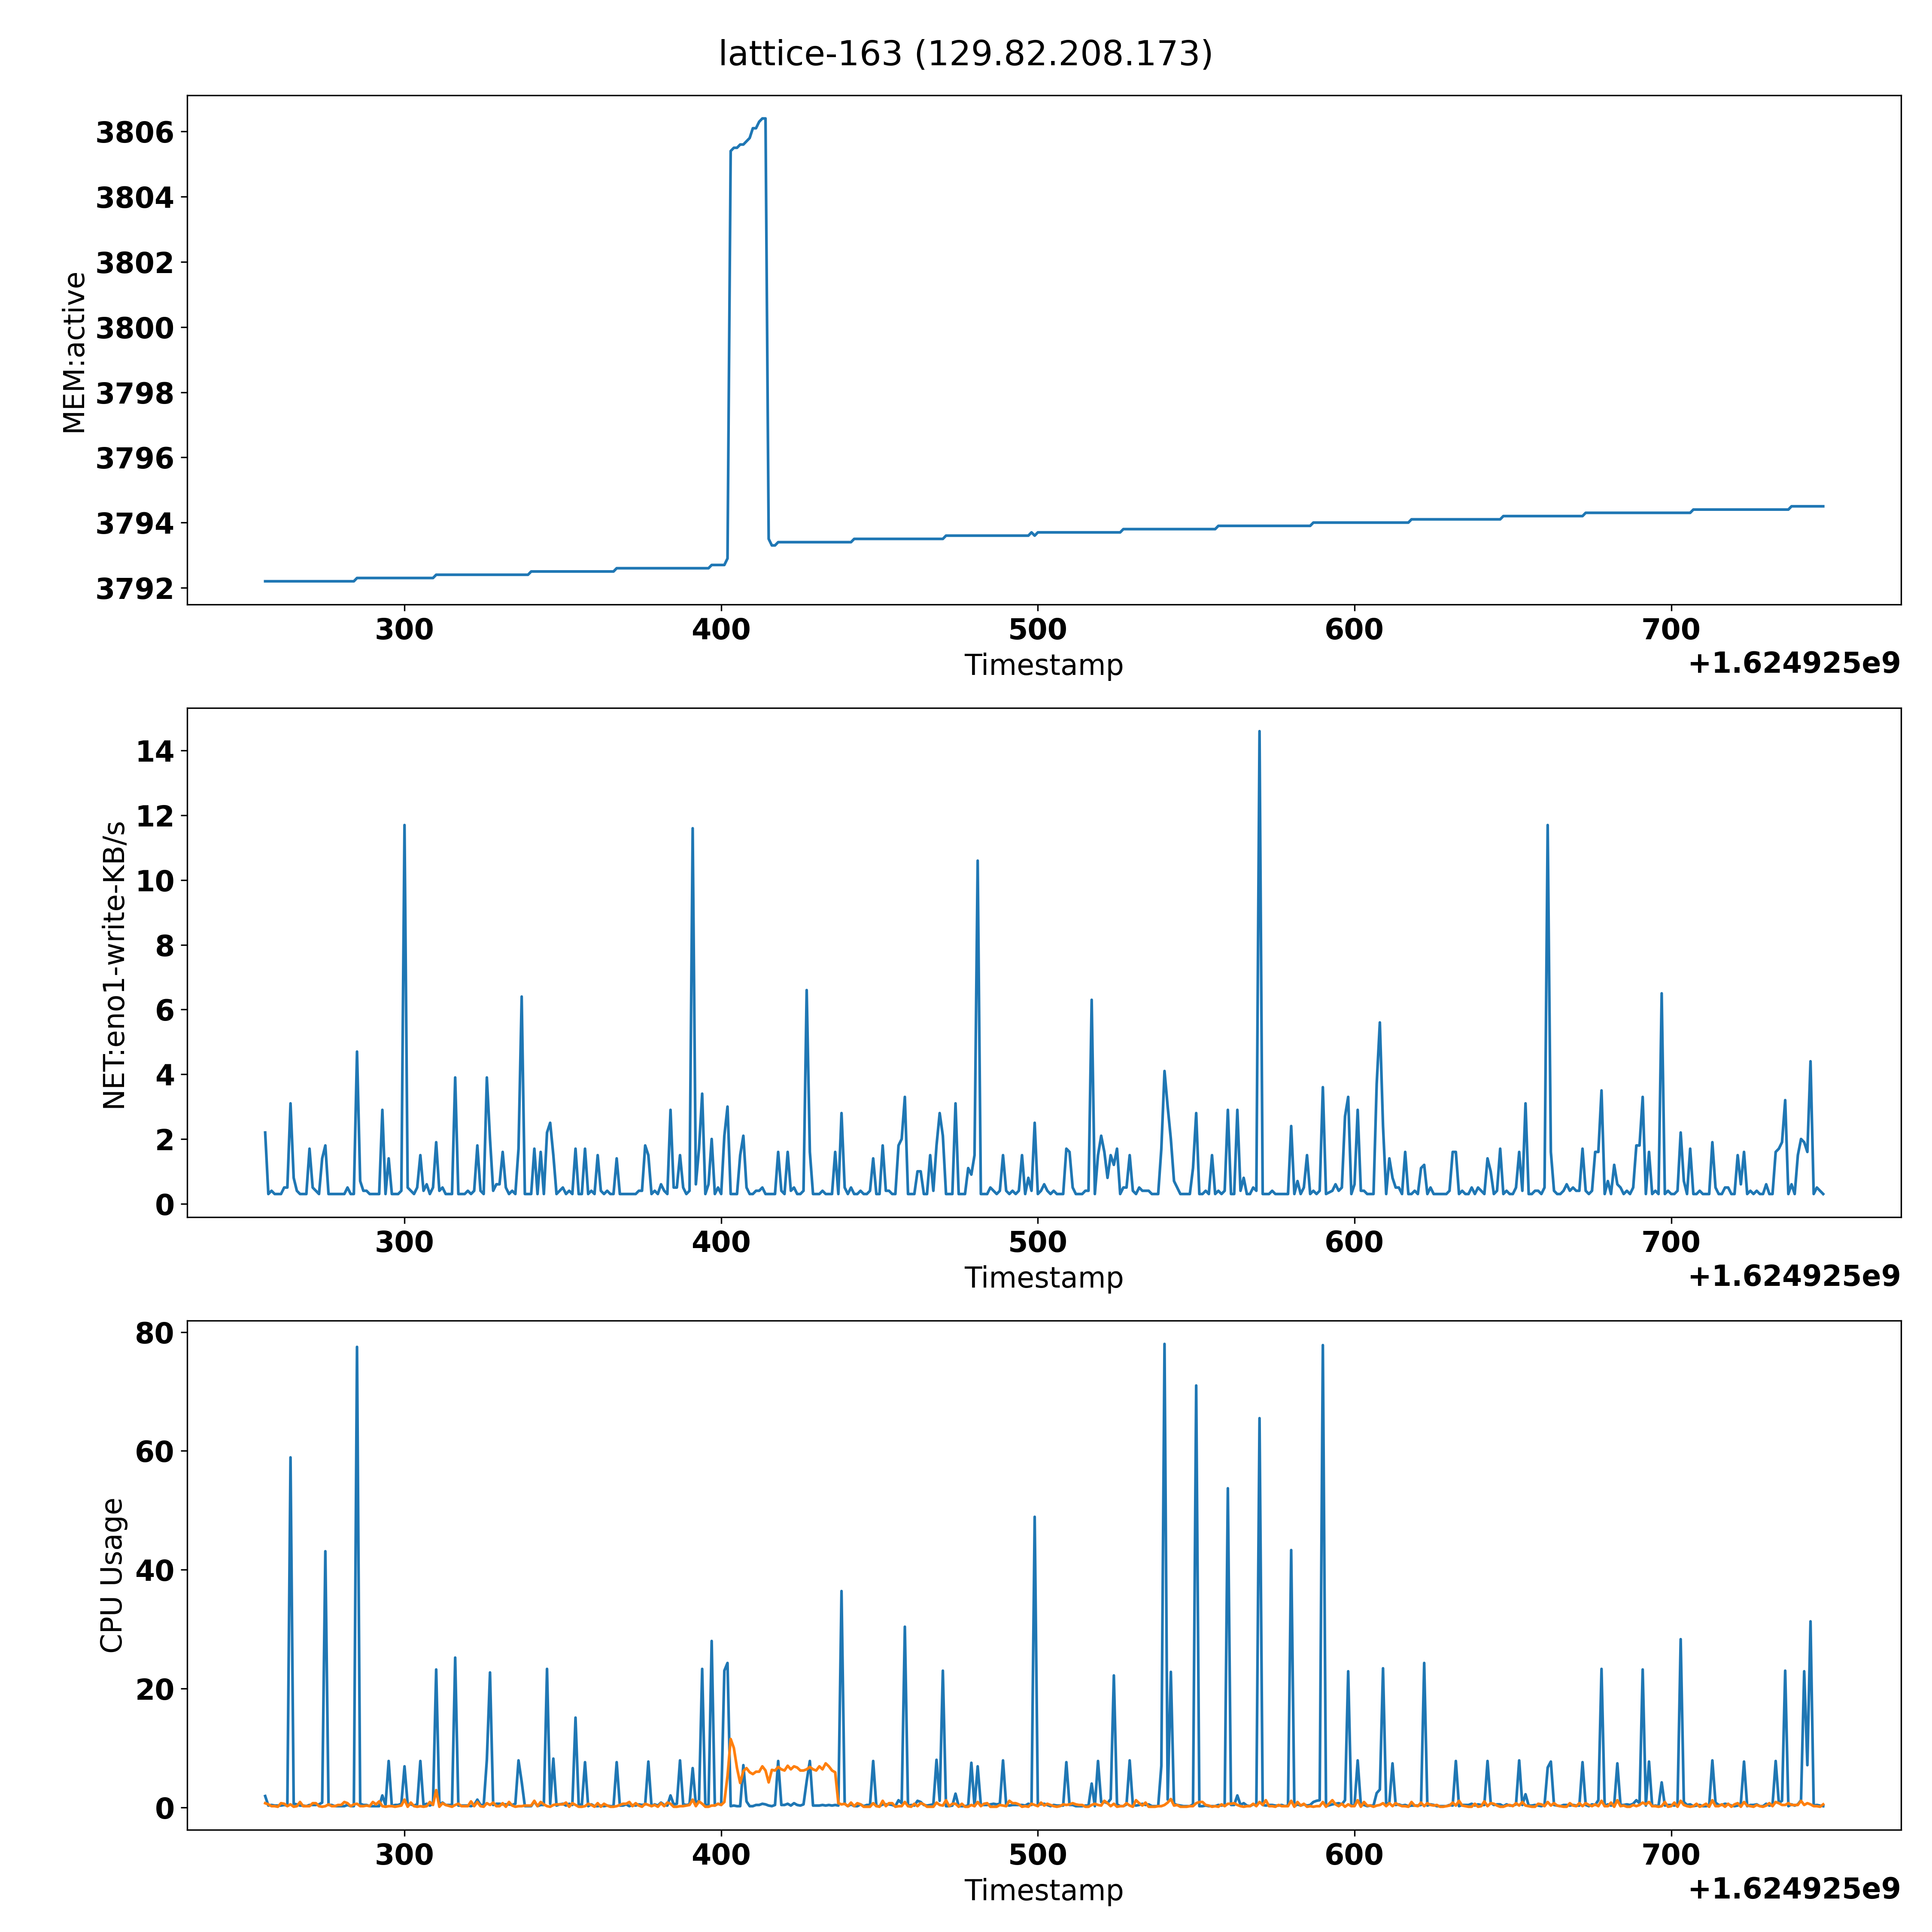 lattice-163 (129.82.208.173)
3806
3804
3802
3800
3798
3796
3794
3792
MEM:active
300 400 500 600 700
Timestamp
+1.624925e9
14
12
10
8
6
4
2
0
NET:eno1-write-KB/s
300 400 500 600 700
Timestamp
+1.624925e9
80
60
40
20
0
CPU Usage
300 400 500 600 700
Timestamp
+1.624925e9